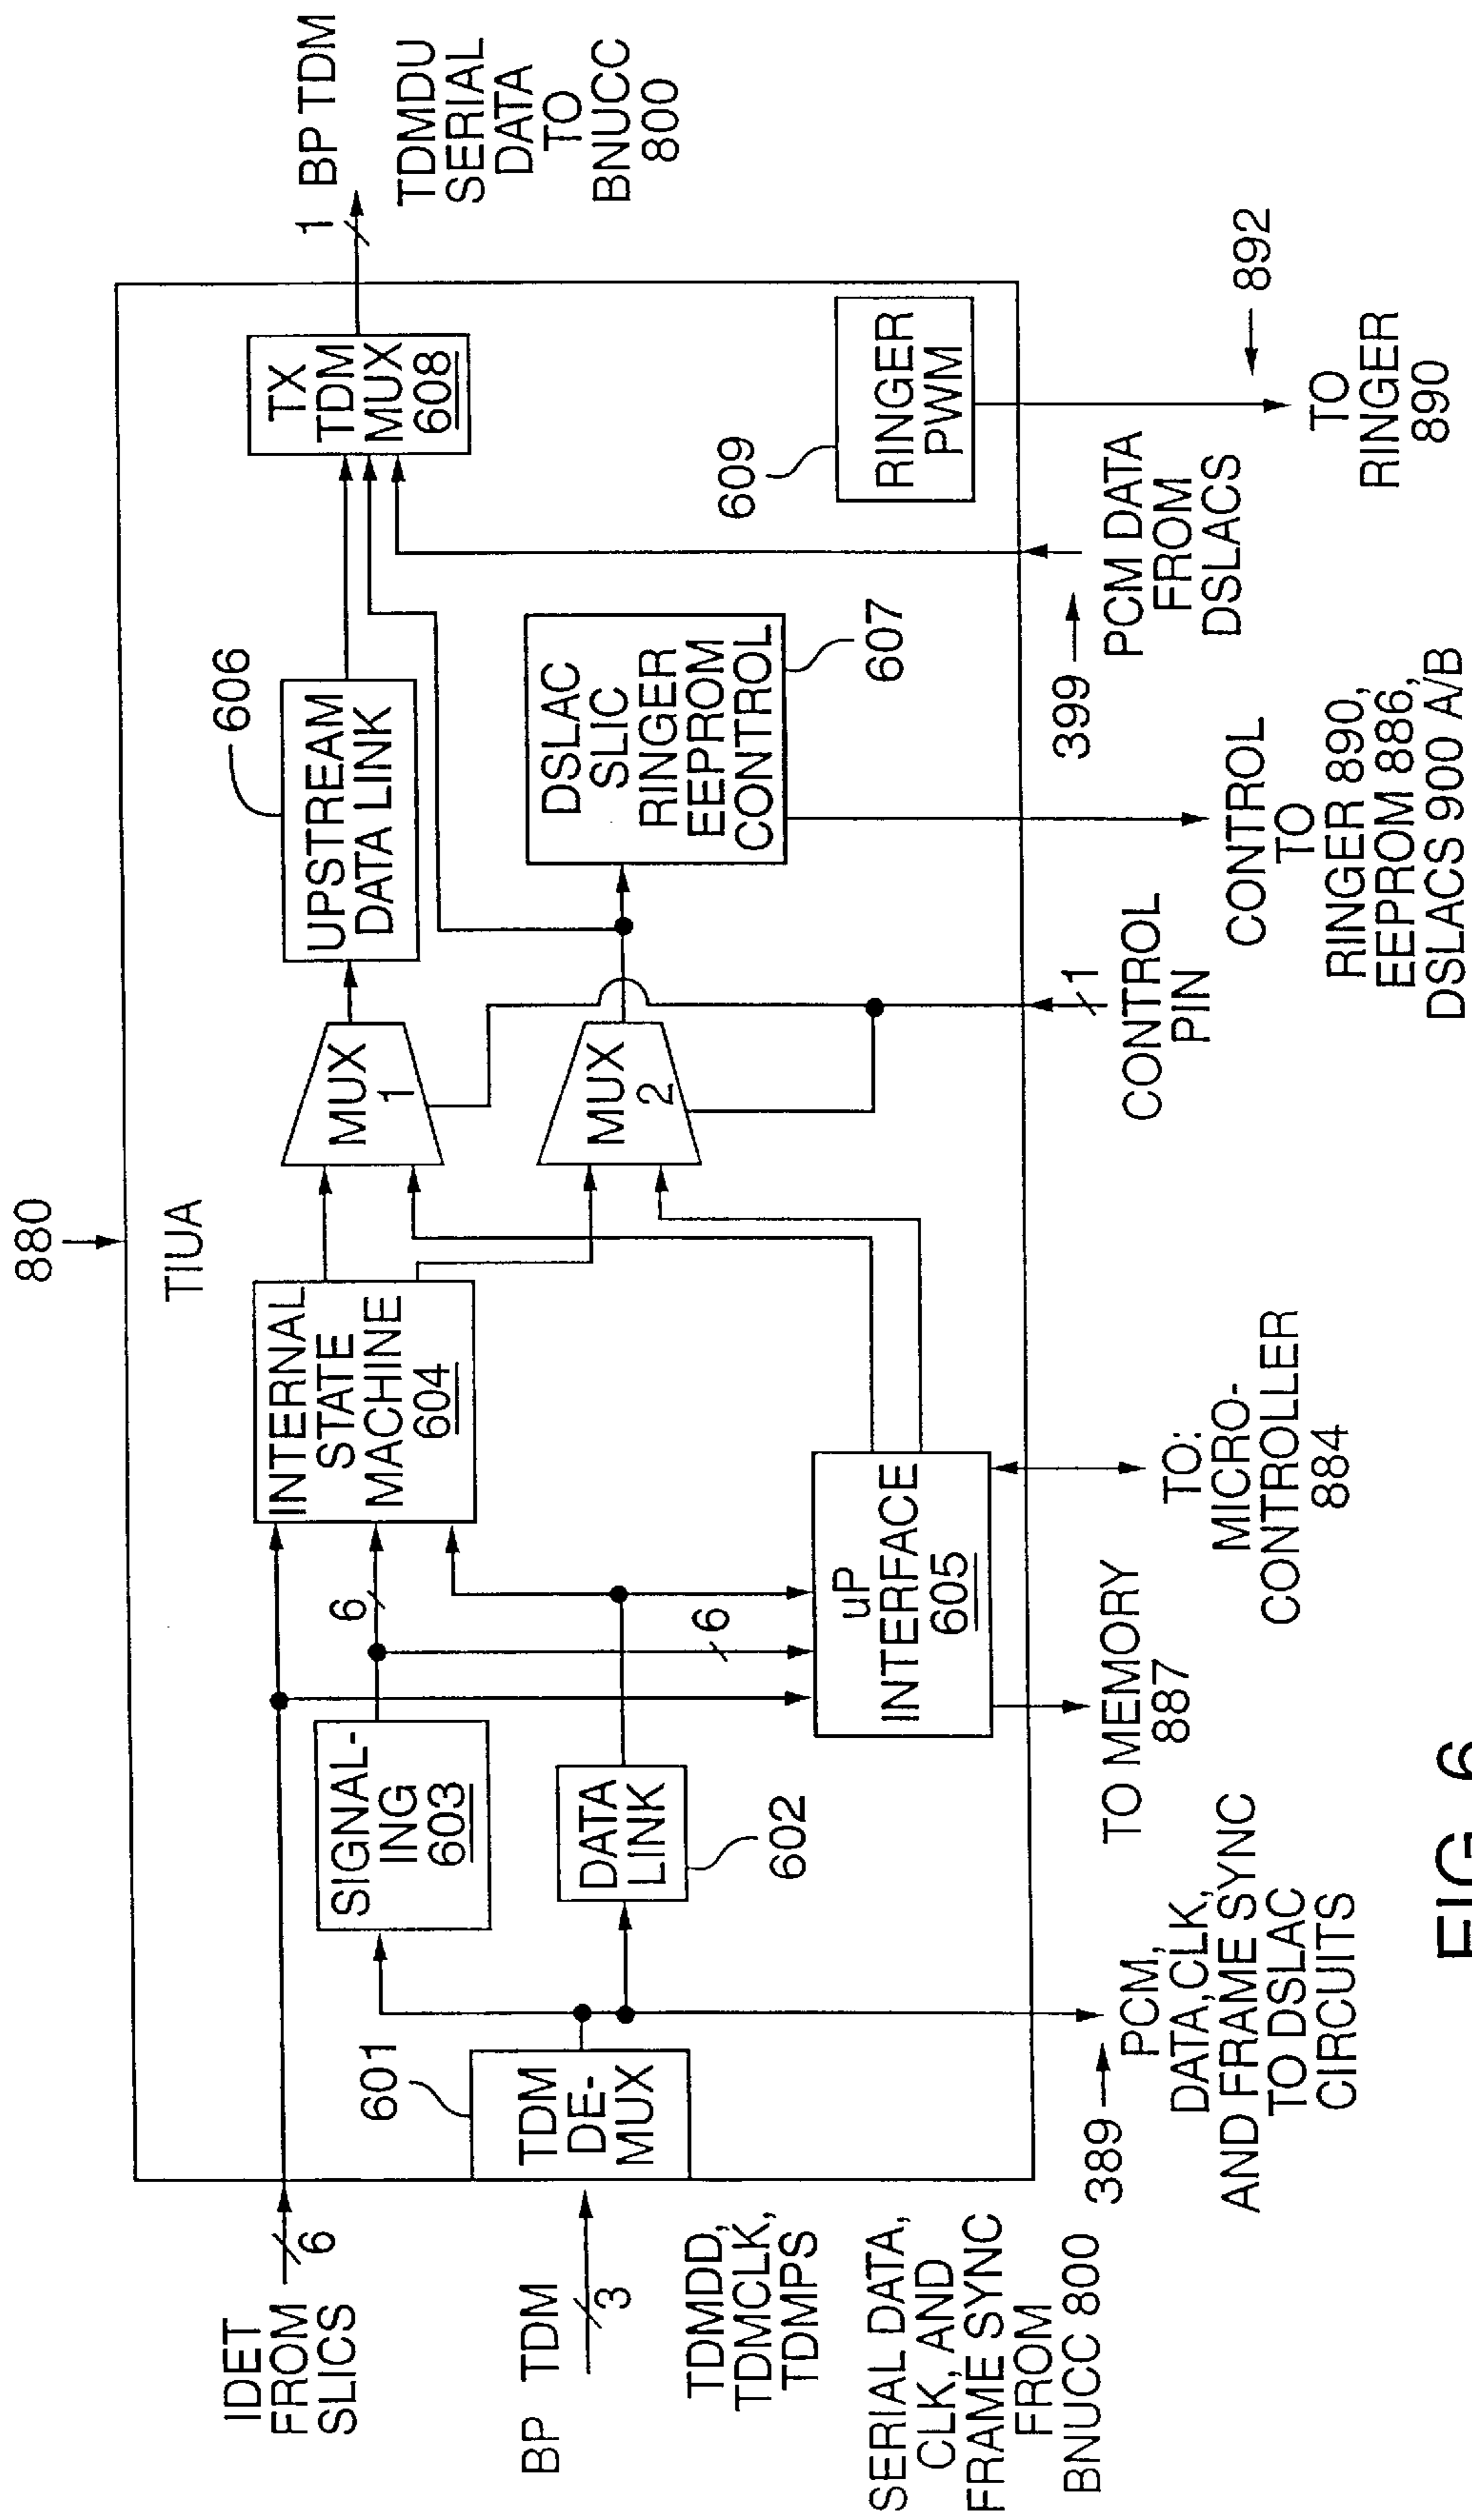 880
TIUA
IDET
FROM
SLICS
6
BP TDM
3
TDMDD,
TDMCLK,
TDMPS
SERIAL DATA,
CLK, AND
FRAME SYNC
FROM
BNUCC 800
601
TDM
DE-
MUX
389
PCM,
DATA,CLK,
AND FRAME SYNC
TO DSLAC
CIRCUITS
SIGNAL-
ING
603
DATA
LINK
602
6
6
INTERNAL
STATE
MACHINE
604
uP
INTERFACE
605
TO MEMORY
887
TO:
MICRO-
CONTROLLER
884
MUX
1
MUX
2
1
CONTROL
PIN
606
UPSTREAM
DATA LINK
DSLAC
SLIC
RINGER
EEPROM
CONTROL
607
CONTROL
TO
RINGER 890,
EEPROM 886,
DSLACS 900 A/B
399
PCM DATA
FROM
DSLACS
TX
TDM
MUX
608
609
RINGER
PWM
892
TO
RINGER
890
1
BP TDM
TDMDU
SERIAL
DATA
TO
BNUCC
800
FIG. 6